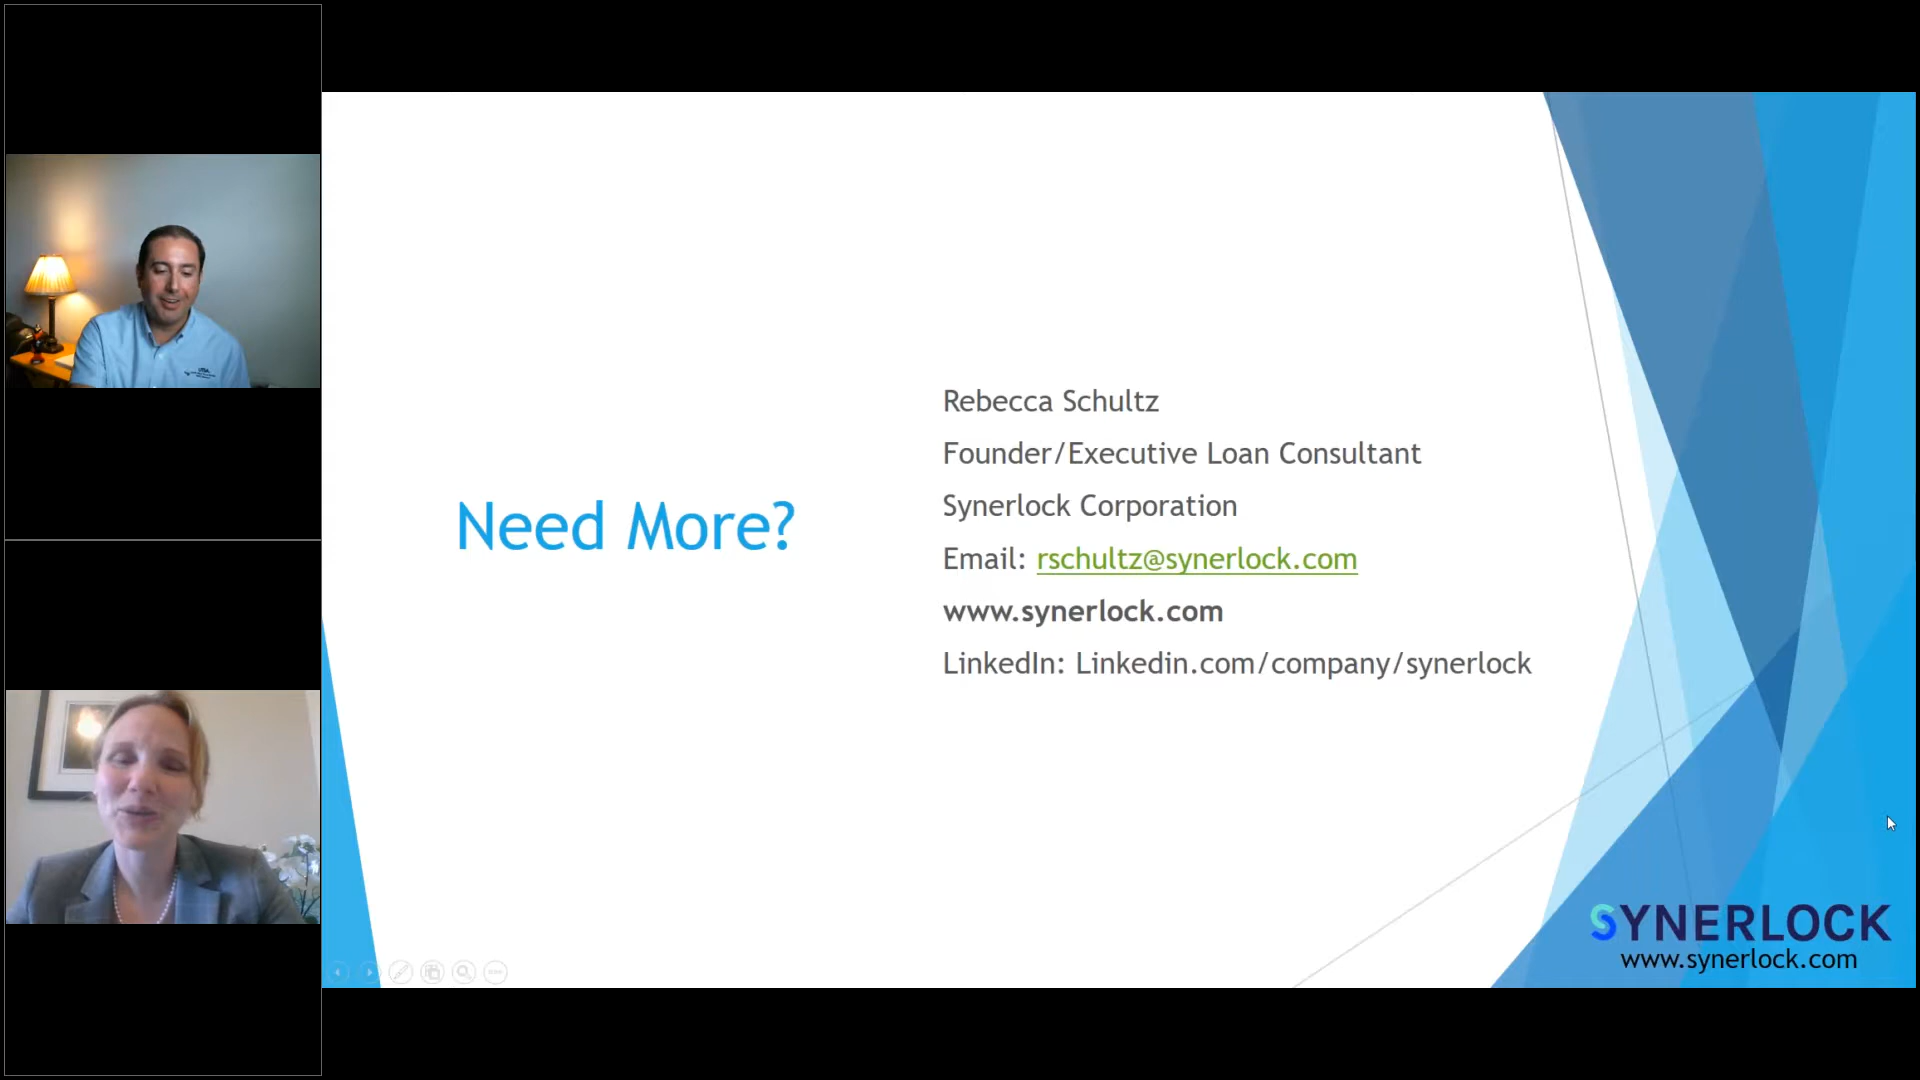 Need More?
Rebecca Schultz
Founder/Executive Loan Consultant
Synerlock Corporation
Email: rschultz@synerlock.com
www.synerlock.com
LinkedIn: Linkedin.com/company/synerlock
SYNERLOCK
www.synerlock.com